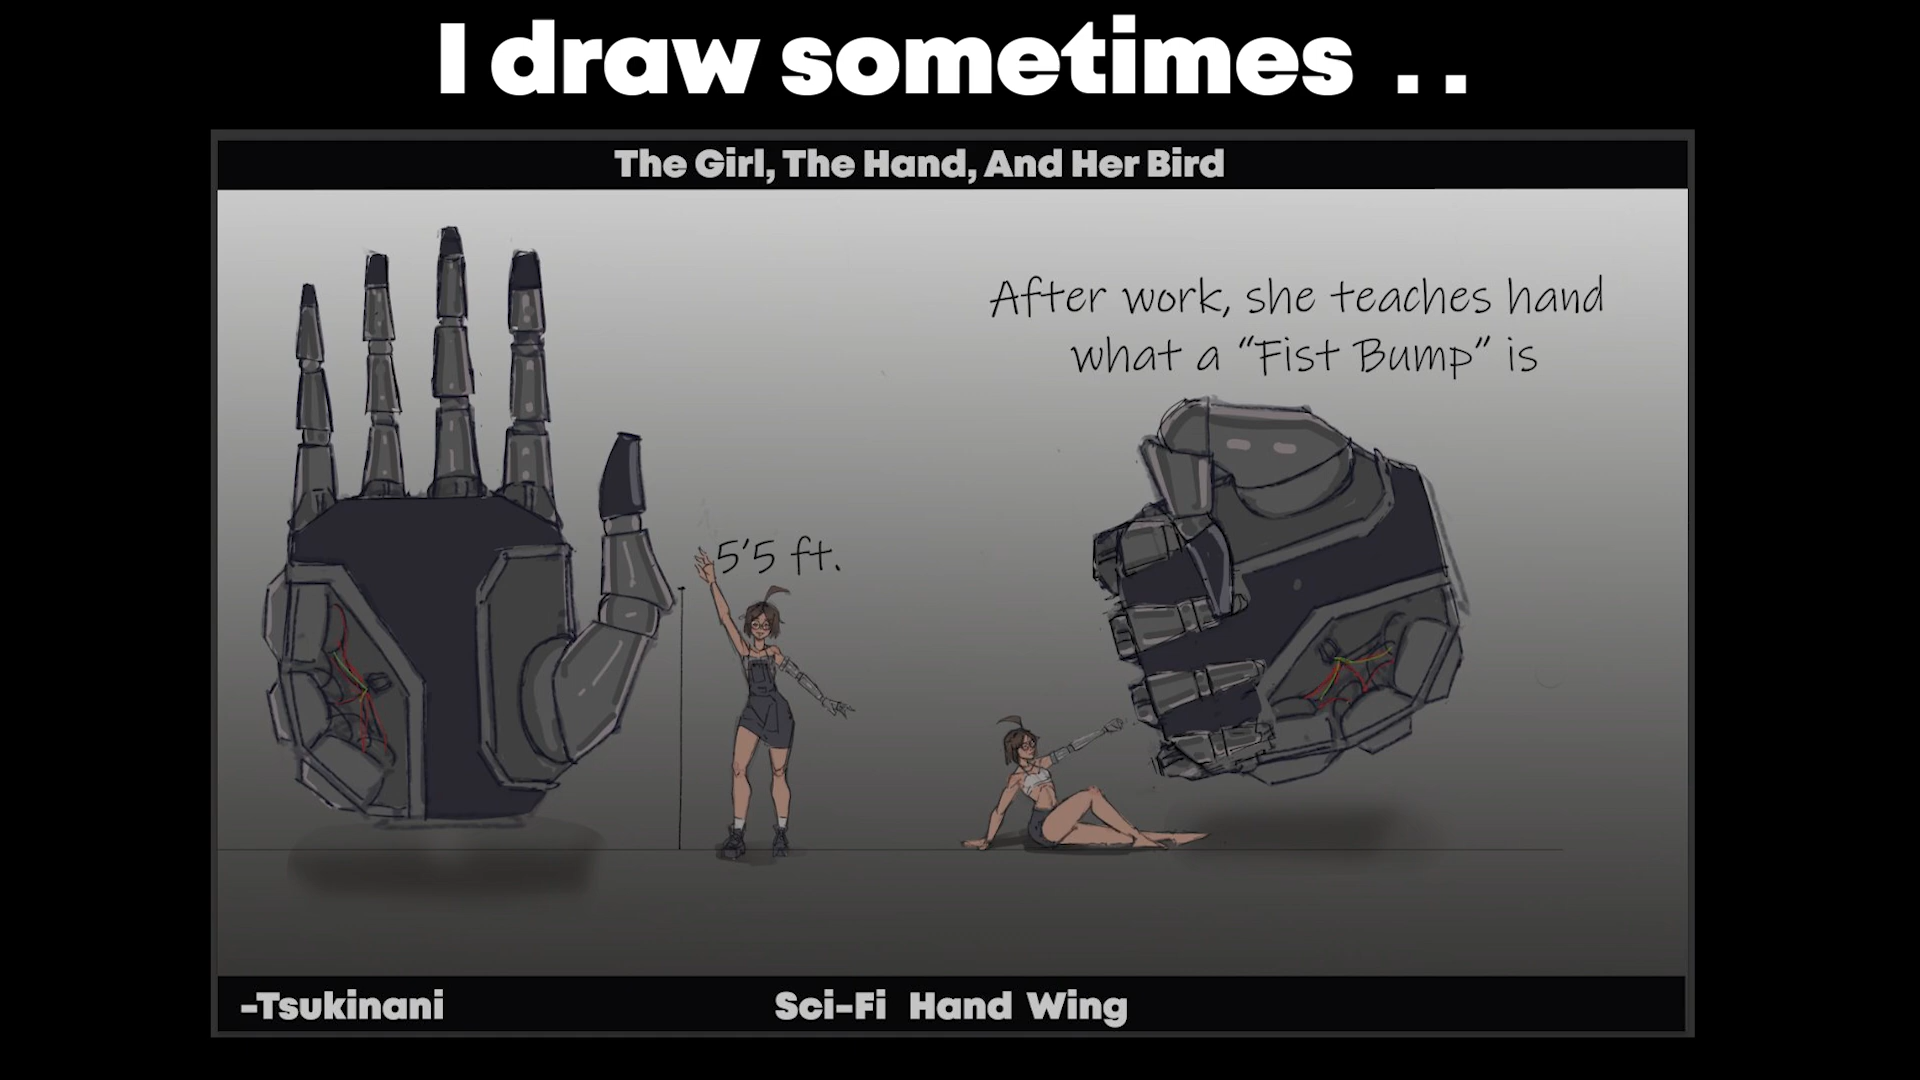 I draw sometimes . .
The Girl, The Hand, And Her Bird
After work, she teaches hand
what a “Fist Bump” is
5’5 ft.
-Tsukinani
Sci-Fi Hand Wing